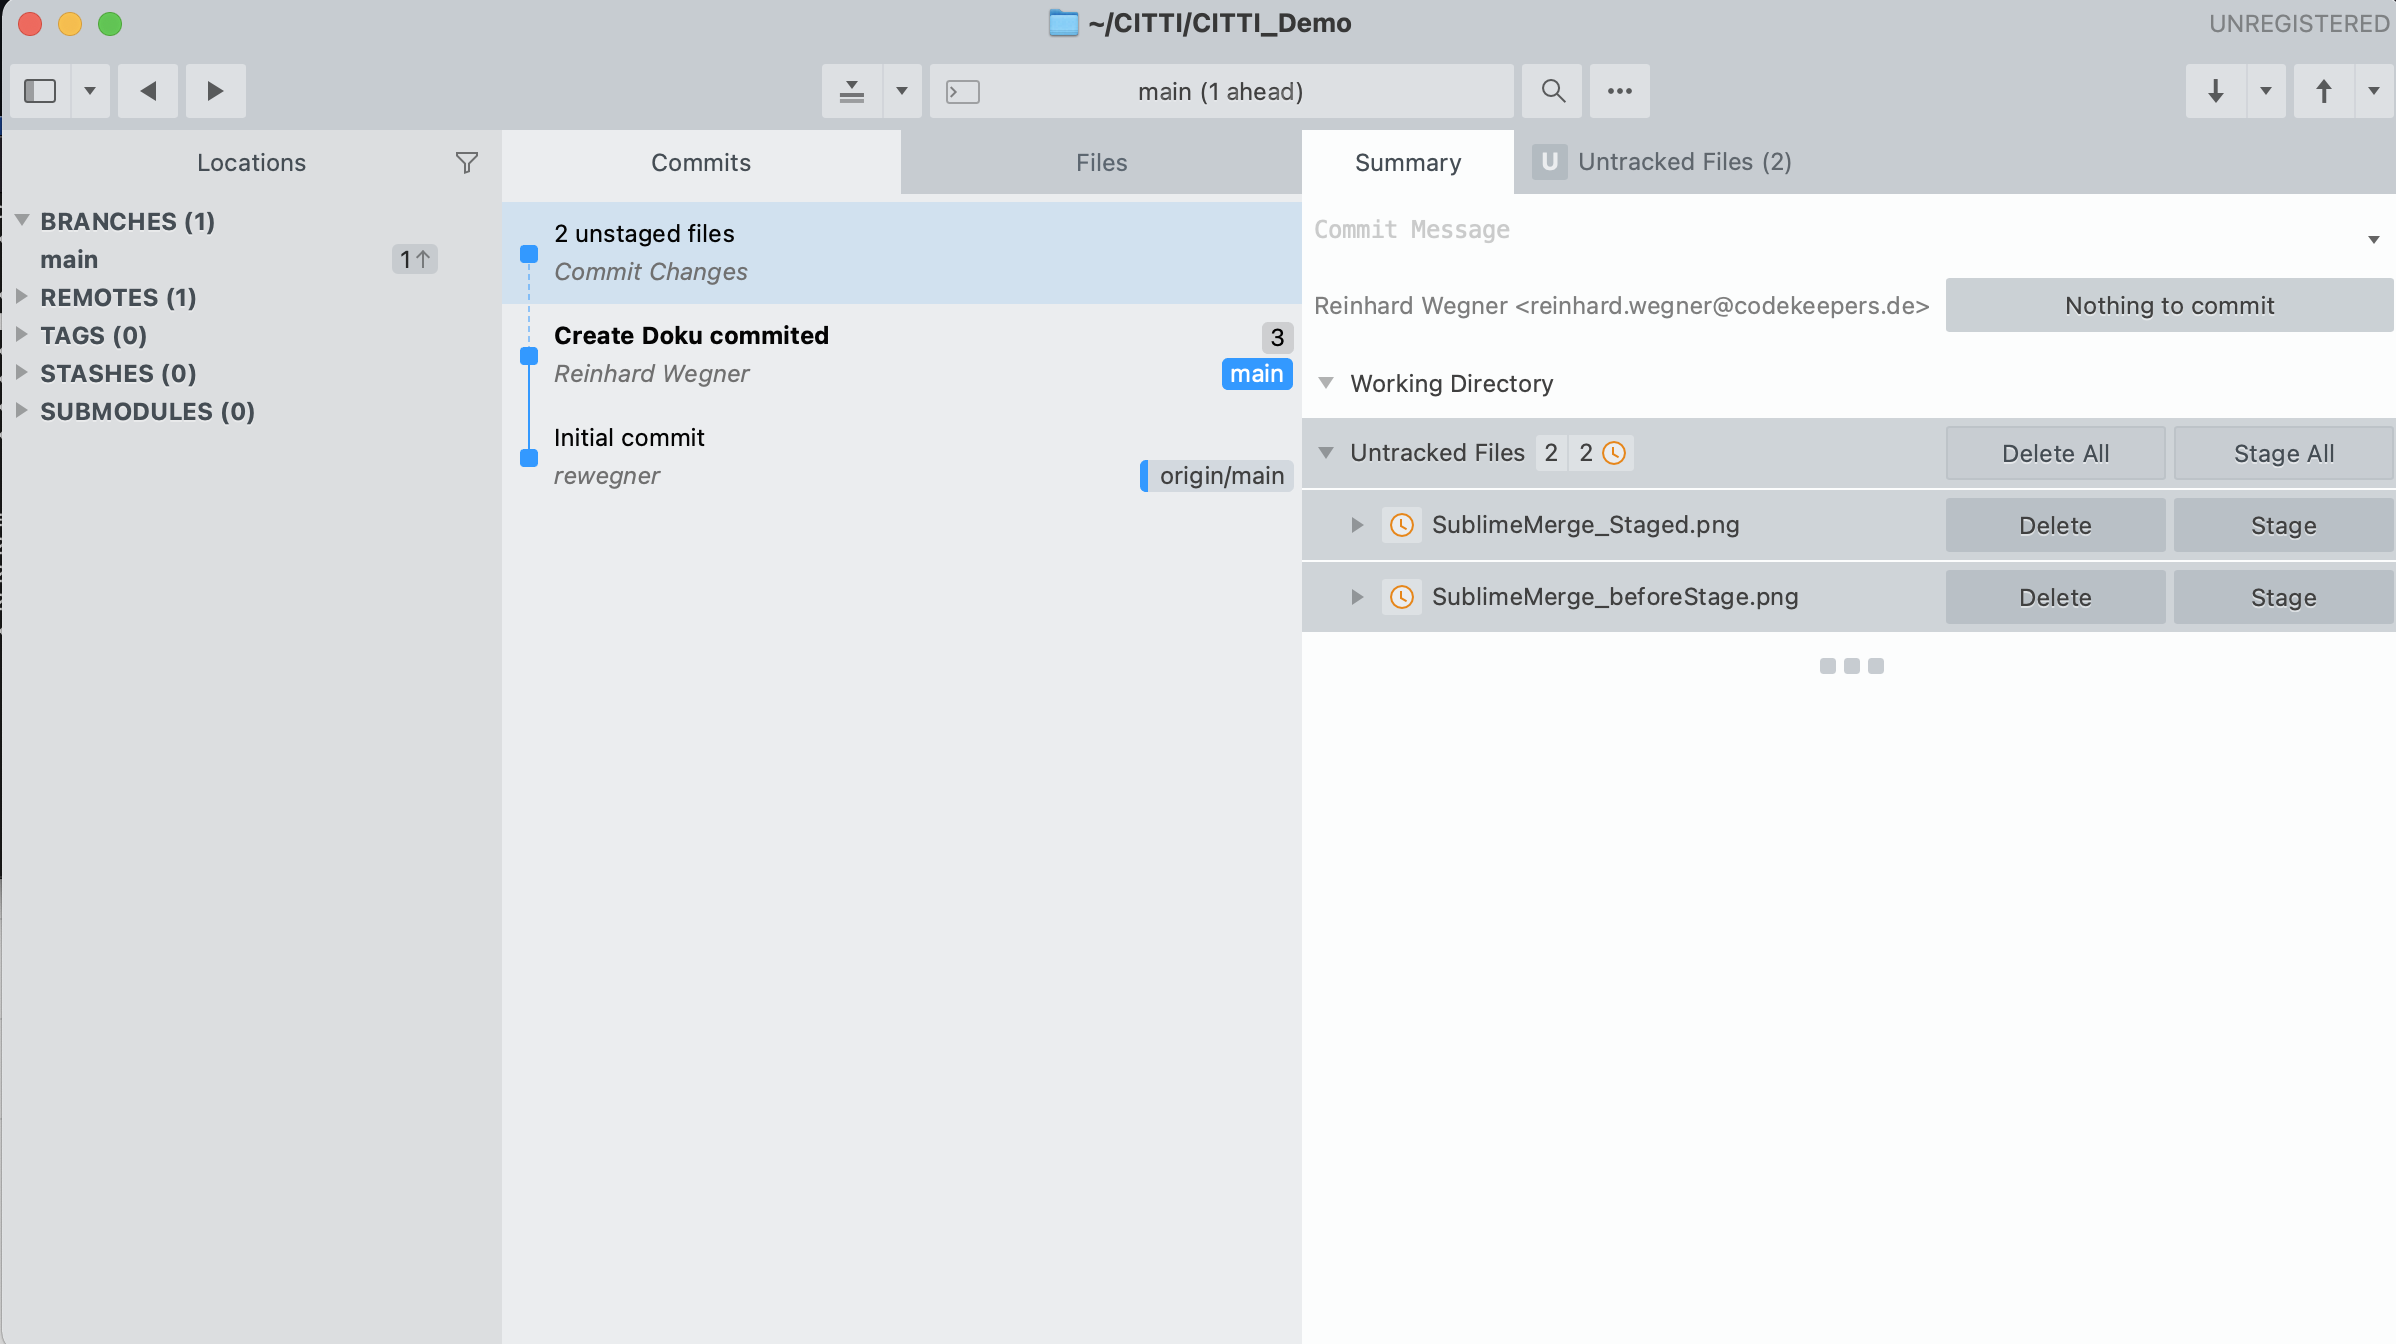 ~/CITTI/CITTI_Demo
UNREGISTERED
main (1 ahead)
Locations
BRANCHES (1)
main
1↑
REMOTES (1)
TAGS (0)
STASHES (0)
SUBMODULES (0)
Commits
Files
2 unstaged files
Commit Changes
Create Doku commited
3
Reinhard Wegner
main
Initial commit
rewegner
origin/main
Summary
U Untracked Files (2)
Commit Message
Reinhard Wegner <reinhard.wegner@codekeepers.de>
Nothing to commit
Working Directory
Untracked Files 2 2
Delete All
Stage All
SublimeMerge_Staged.png
Delete
Stage
SublimeMerge_beforeStage.png
Delete
Stage